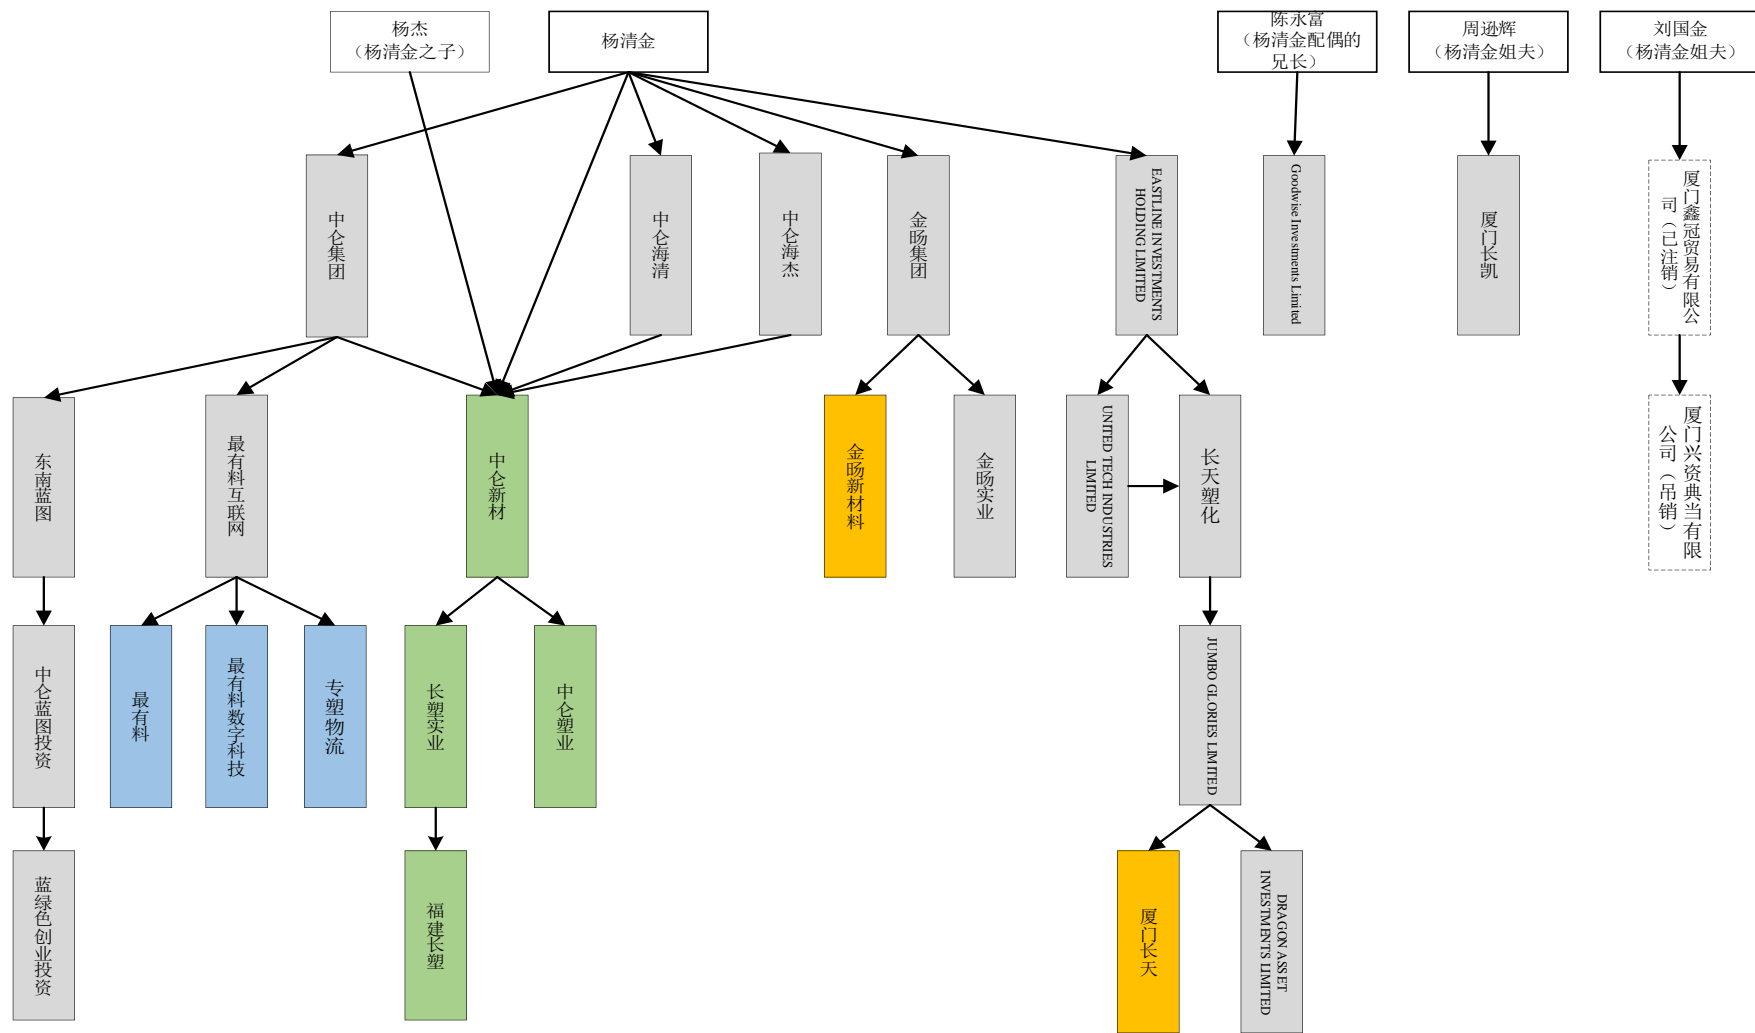 杨杰
（杨清金之子）
杨清金
陈永富
（杨清金配偶的
兄长）
周逊辉
（杨清金姐夫）
刘国金
（杨清金姐夫）
中仑集团
中仑海清
中仑海杰
金旸集团
EASTLINE INVESTMENTS
HOLDING LIMITED
Goodwise Investments Limited
厦门长凯
厦门鑫冠贸易有限公
司（已注销）
东南蓝图
最有料互联网
中仑新材
金旸新材料
金旸实业
UNITED TECH INDUSTRIES
LIMITED
长天塑化
厦门兴资典当有限
公司（吊销）
中仑蓝图投资
最有料
最有料数字科技
专塑物流
长塑实业
中仑塑业
JUMBO GLORIES LIMITED
蓝绿色创业投资
福建长塑
厦门长天
DRAGON ASSET
INVESTMENTS LIMITED